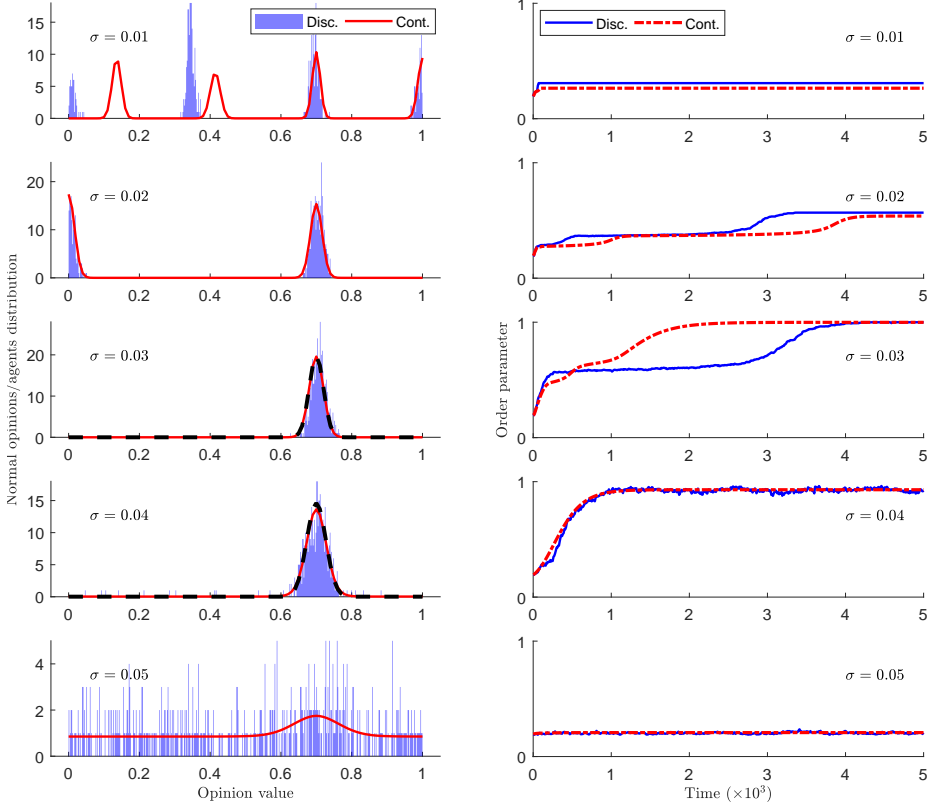 Normal opinions/agents distribution
Disc. Cont.
σ = 0.01
15
10
5
0
0 0.2 0.4 0.6 0.8 1
σ = 0.02
20
10
0
0 0.2 0.4 0.6 0.8 1
σ = 0.03
20
10
0
0 0.2 0.4 0.6 0.8 1
σ = 0.04
15
10
5
0
0 0.2 0.4 0.6 0.8 1
σ = 0.05
4
2
0
0 0.2 0.4 0.6 0.8 1
Opinion value
Order parameter
Disc. Cont.
σ = 0.01
1
0
0 1 2 3 4 5
σ = 0.02
1
0
0 1 2 3 4 5
σ = 0.03
1
0
0 1 2 3 4 5
σ = 0.04
1
0
0 1 2 3 4 5
σ = 0.05
1
0
0 1 2 3 4 5
Time (×10³)